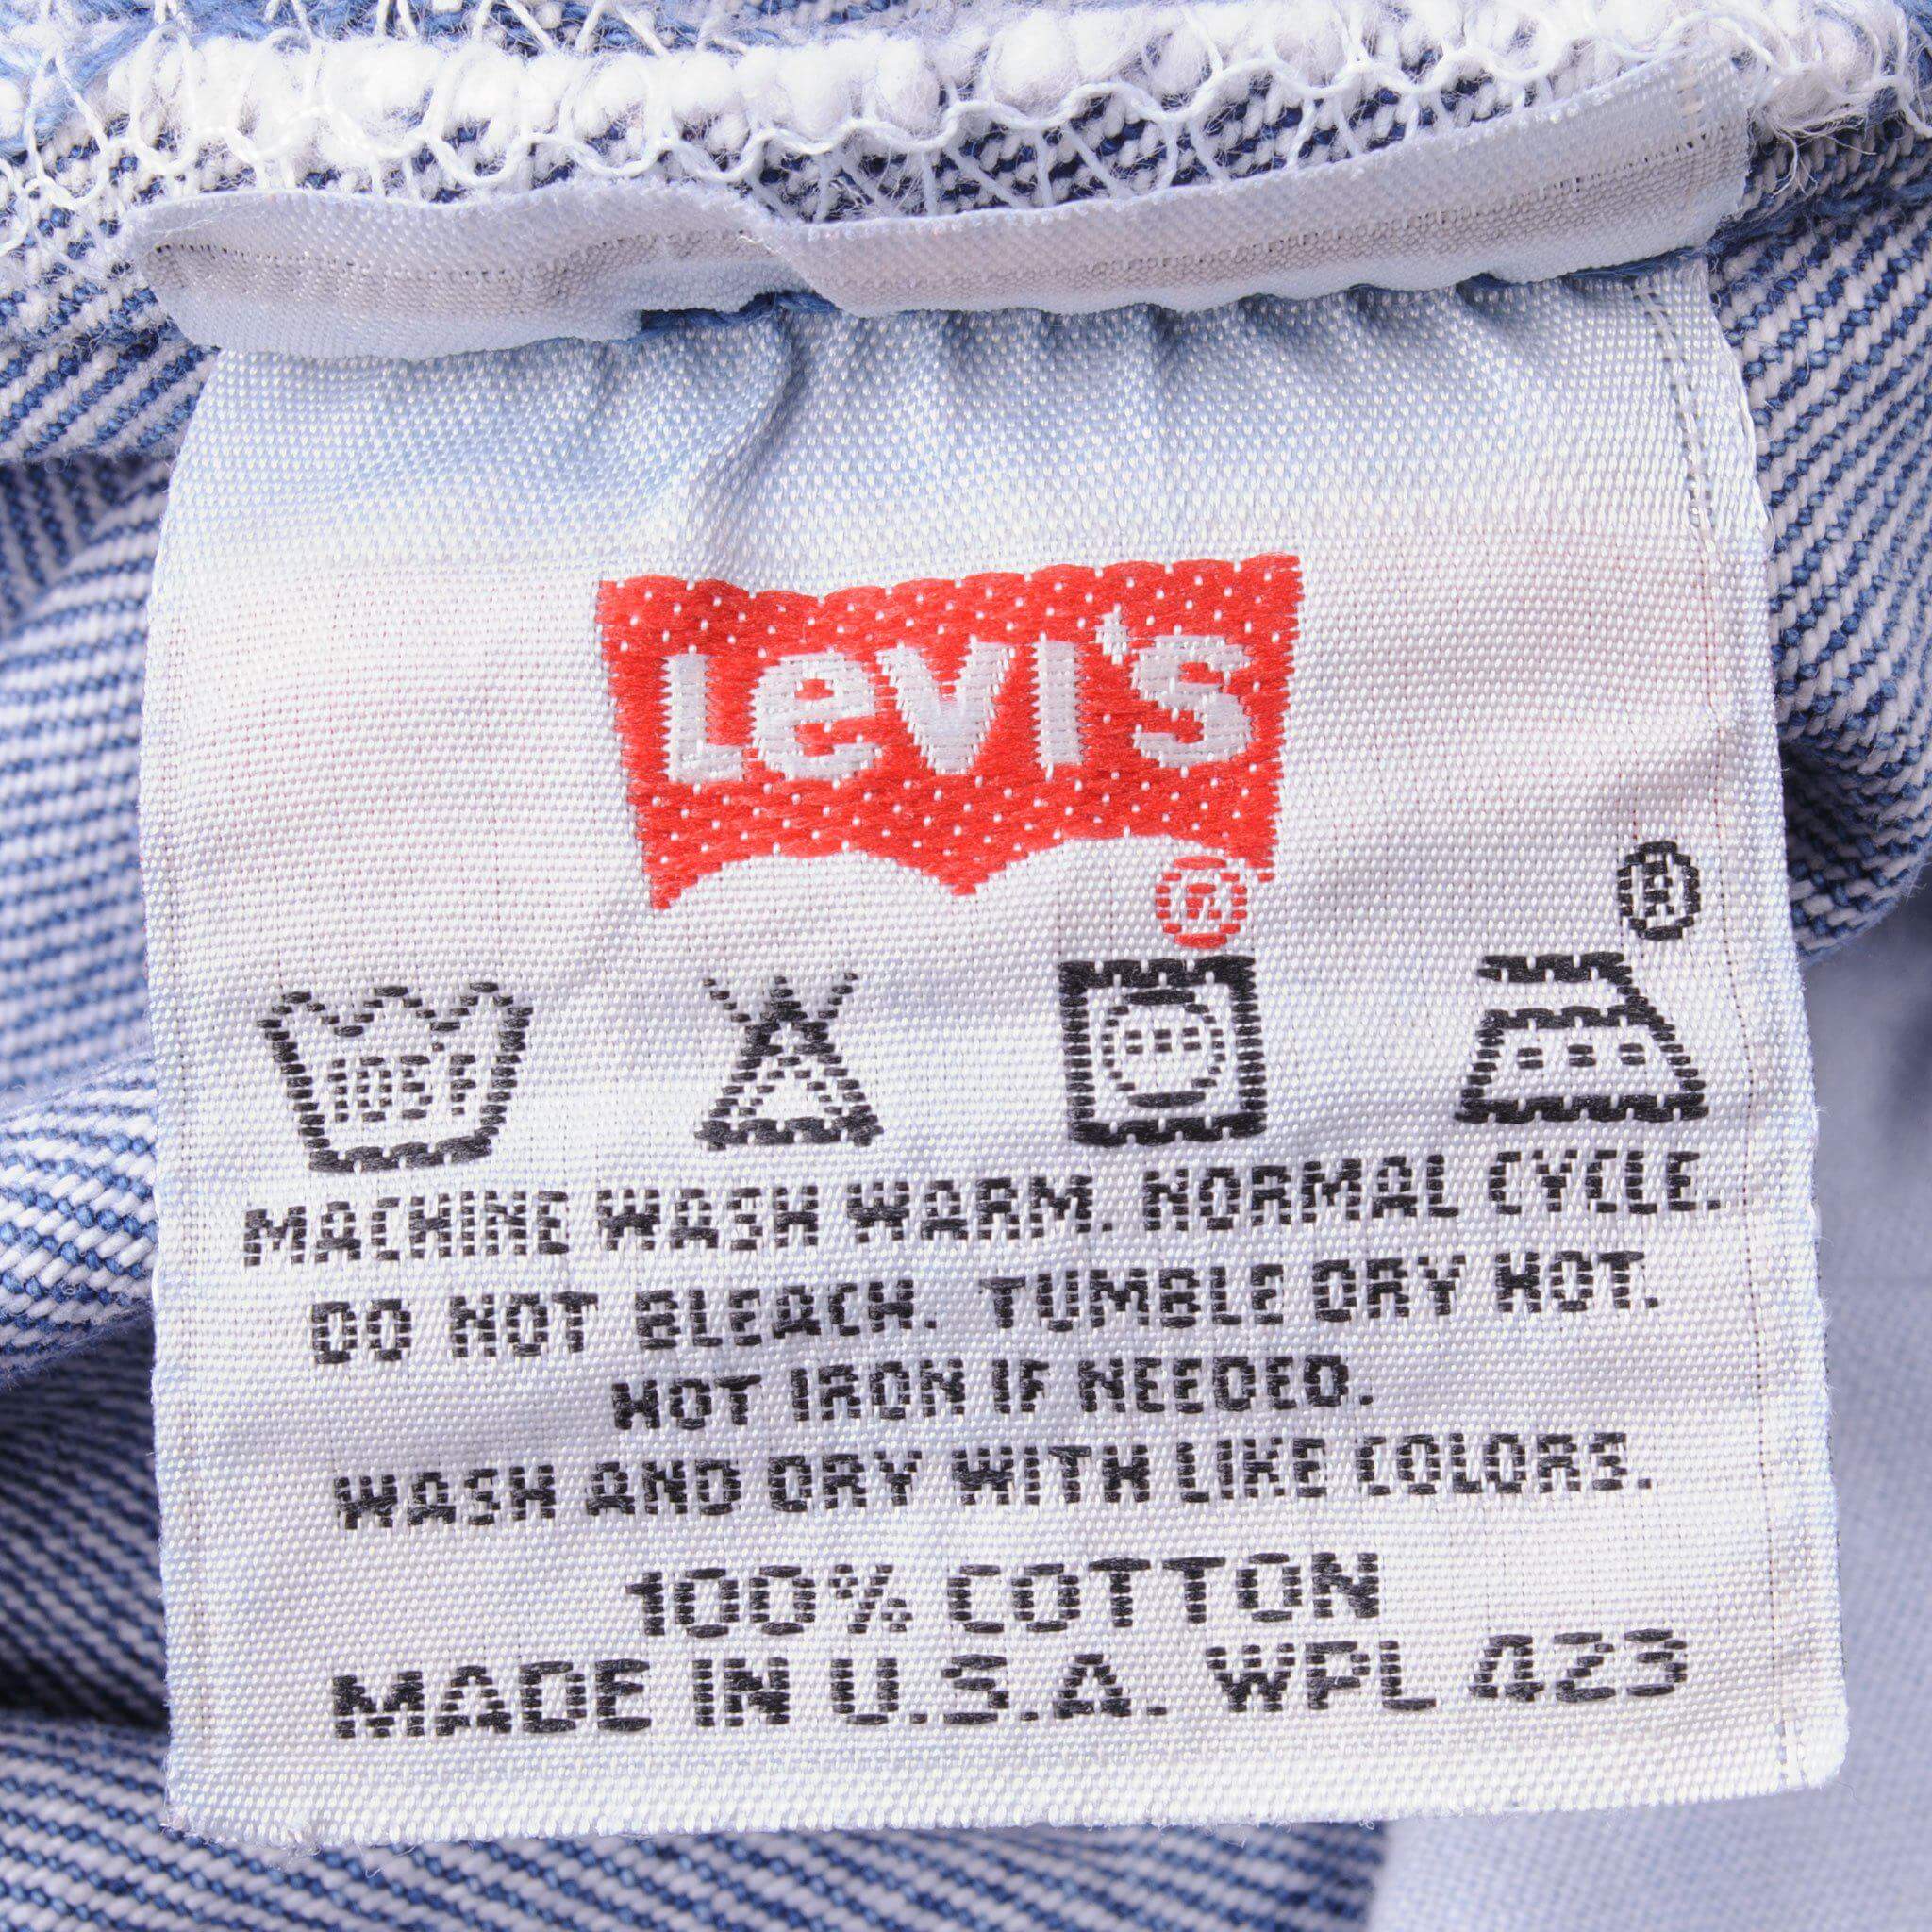 Levi's
®
®
105°F
MACHINE WASH WARM. NORMAL CYCLE.
DO NOT BLEACH. TUMBLE DRY HOT.
HOT IRON IF NEEDED.
WASH AND DRY WITH LIKE COLORS.
100% COTTON
MADE IN U.S.A. WPL 423